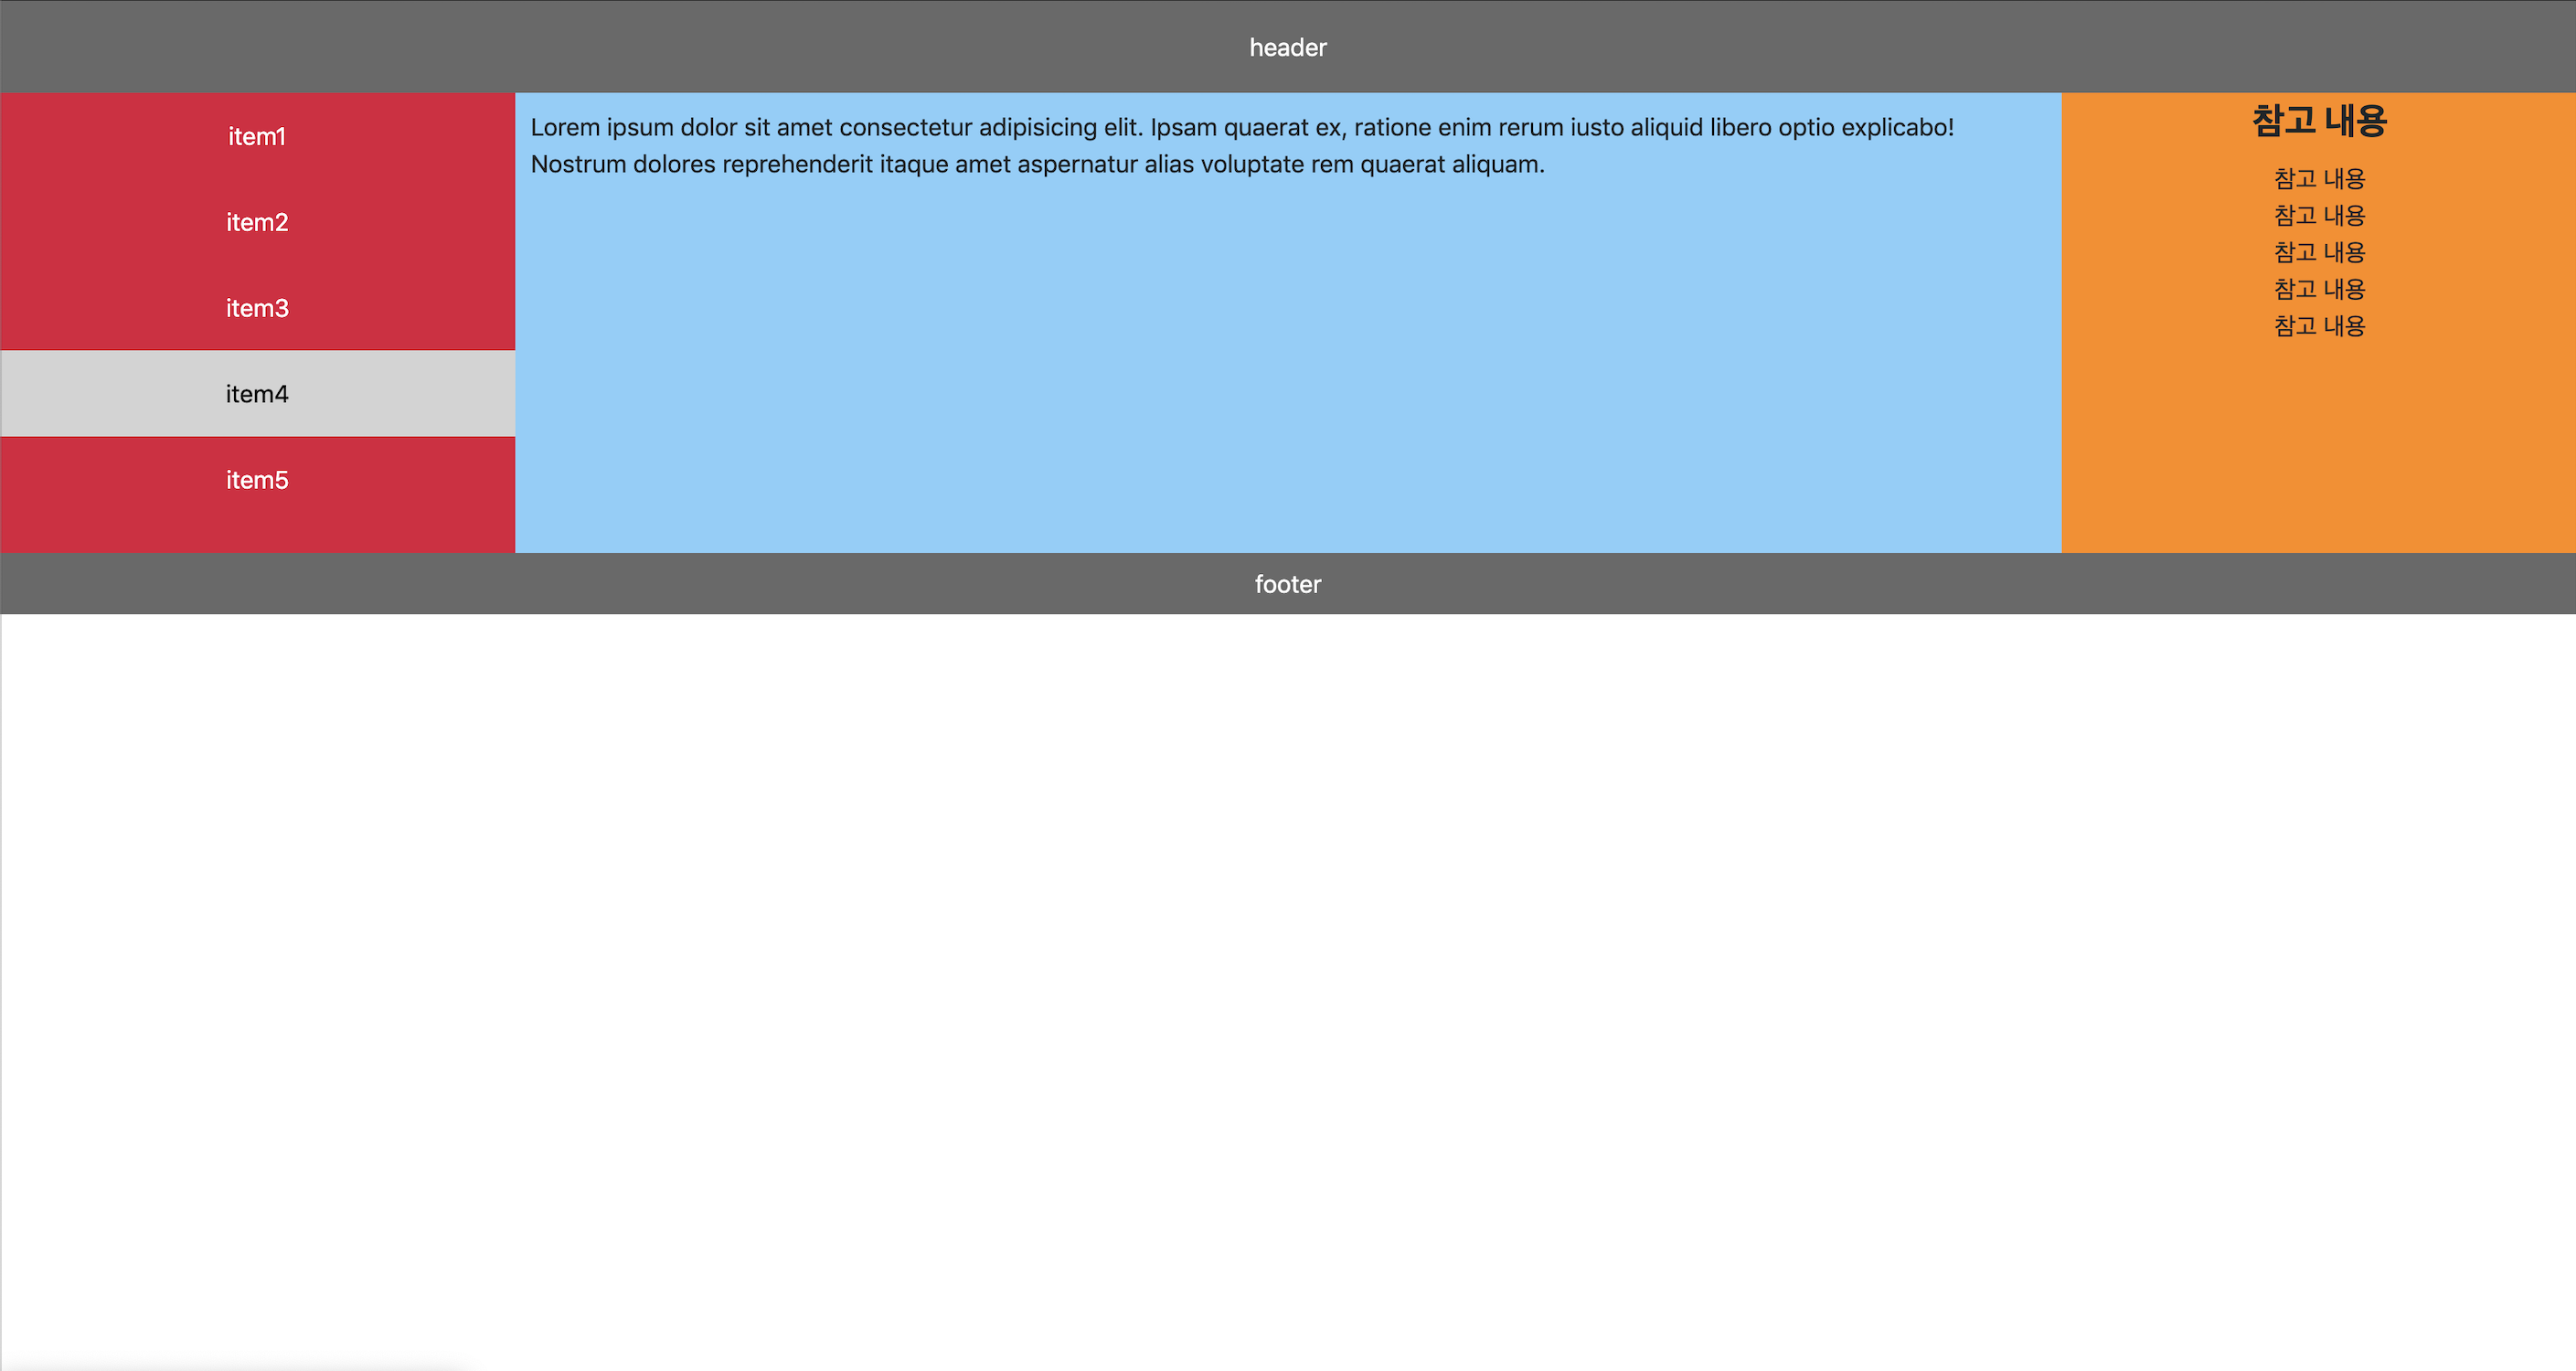 header
item1
item2
item3
item4
item5
Lorem ipsum dolor sit amet consectetur adipisicing elit. Ipsam quaerat ex, ratione enim rerum iusto aliquid libero optio explicabo!
Nostrum dolores reprehenderit itaque amet aspernatur alias voluptate rem quaerat aliquam.
참고 내용
참고 내용
참고 내용
참고 내용
참고 내용
참고 내용
footer